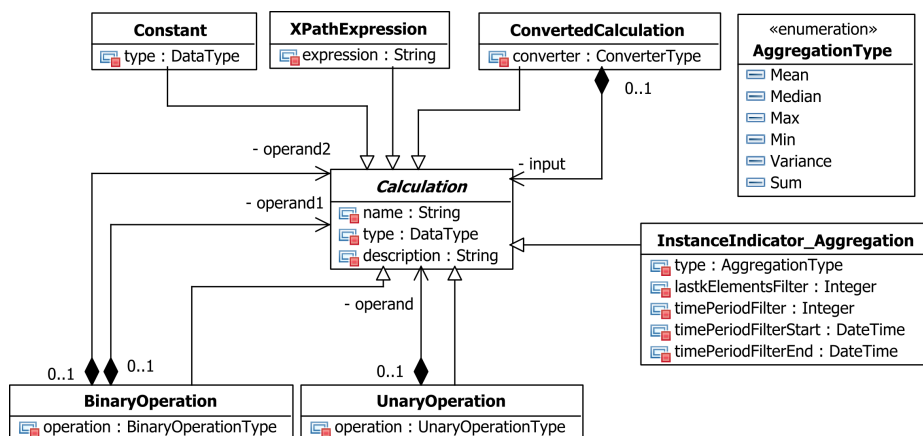 Constant
type : DataType
XPathExpression
expression : String
ConvertedCalculation
converter : ConverterType
0..1
«enumeration»
AggregationType
Mean
Median
Max
Min
Variance
Sum
- operand2
- input
Calculation
name : String
type : DataType
description : String
- operand1
InstanceIndicator_Aggregation
type : AggregationType
lastkElementsFilter : Integer
timePeriodFilter : Integer
timePeriodFilterStart : DateTime
timePeriodFilterEnd : DateTime
- operand
0..1
0..1
0..1
BinaryOperation
operation : BinaryOperationType
UnaryOperation
operation : UnaryOperationType